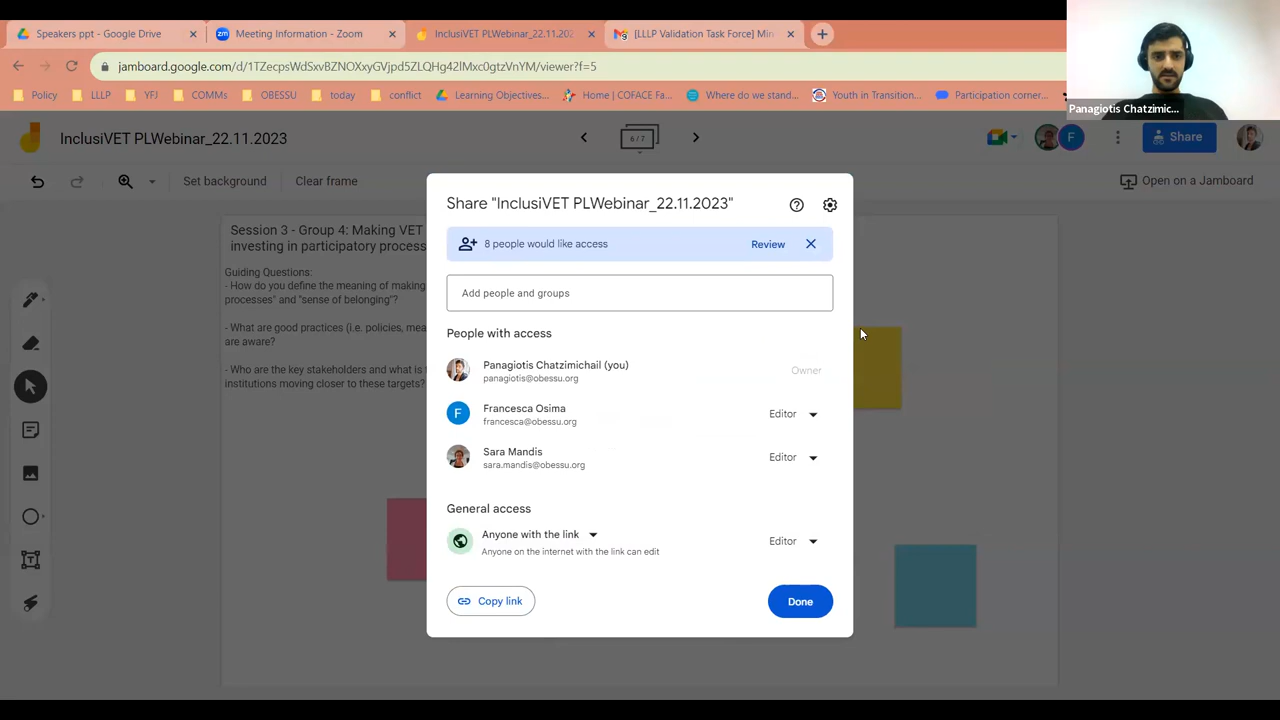 Speakers ppt - Google Drive
Meeting Information - Zoom
InclusiVET PLWebinar_22.11.202
[LLLP Validation Task Force] Min
jamboard.google.com/d/1TZecpsWdSxvBZNOXxyGVjpd5ZLQHg42lMxc0gtzVnYM/viewer?f=5
Policy
LLLP
YFJ
COMMs
OBESSU
today
conflict
Learning Objectives...
Home | COFACE Fa...
Where do we stand...
Youth in Transition...
Participation corner...
Panagiotis Chatzimic...
InclusiVET PLWebinar_22.11.2023
6 / 7
F
Share
Set background
Clear frame
Open on a Jamboard
Session 3 - Group 4: Making VET
investing in participatory process
Guiding Questions:
- How do you define the meaning of making
processes" and "sense of belonging"?
- What are good practices (i.e. policies, mea
are aware?
- Who are the key stakeholders and what is t
institutions moving closer to these targets?
Share "InclusiVET PLWebinar_22.11.2023"
8 people would like access
Review
Add people and groups
People with access
Panagiotis Chatzimichail (you)
panagiotis@obessu.org
Owner
F
Francesca Osima
francesca@obessu.org
Editor
Sara Mandis
sara.mandis@obessu.org
Editor
General access
Anyone with the link
Anyone on the internet with the link can edit
Editor
Copy link
Done